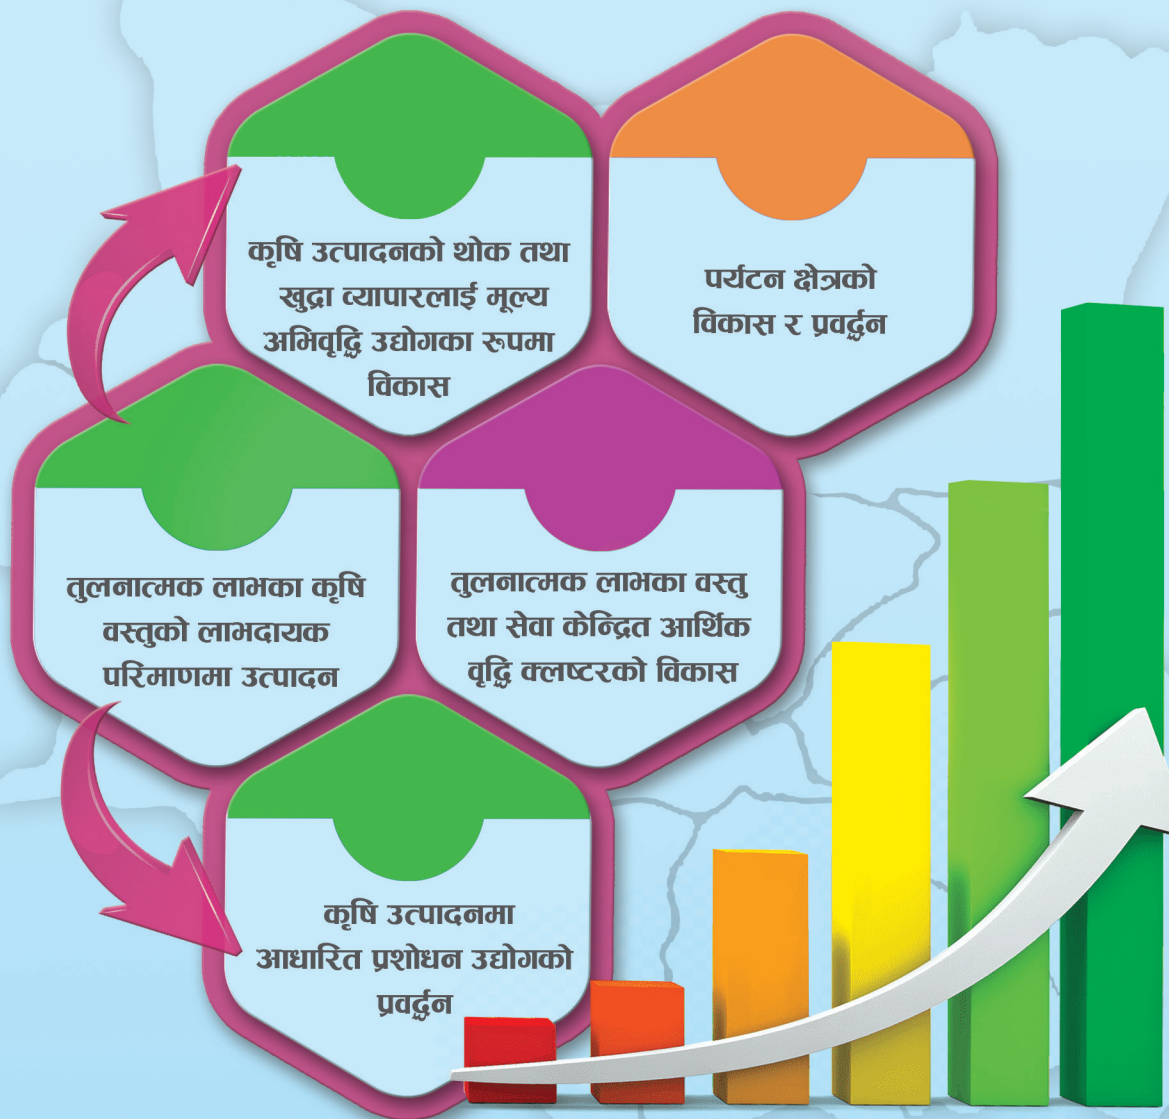 कृषि उत्पादनको थोक तथा
खुद्रा व्यापारलाई मूल्य
अभिवृद्धि उद्योगका रूपमा
विकास
पर्यटन क्षेत्रको
विकास र प्रवर्द्धन
तुलनात्मक लाभका कृषि
वस्तुको लाभदायक
परिमाणमा उत्पादन
तुलनात्मक लाभका वस्तु
तथा सेवा केन्द्रित आर्थिक
वृद्धि क्लष्टरको विकास
कृषि उत्पादनमा
आधारित प्रशोधन उद्योगको
प्रवर्द्धन